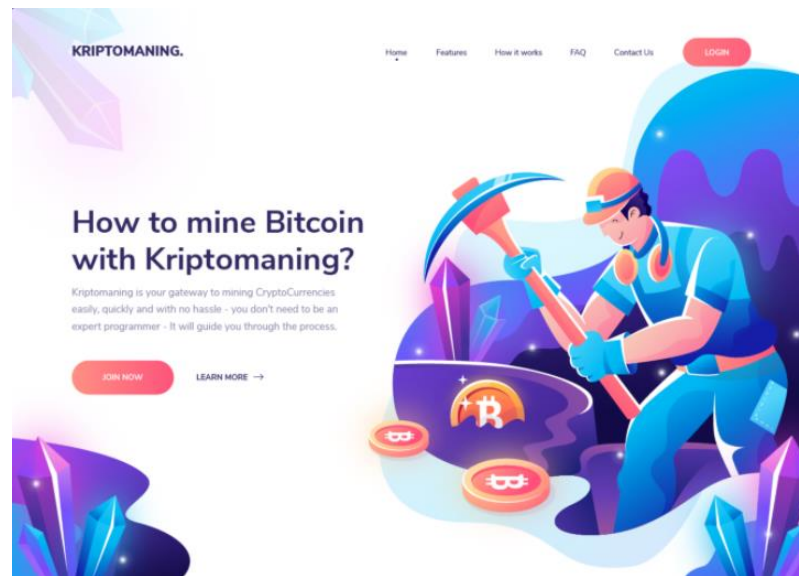 KRIPTOMANING.
Home Features How it works FAQ Contact Us LOGIN
How to mine Bitcoin
with Kriptomaning?
Kriptomaning is your gateway to mining CryptoCurrencies
easily, quickly and with no hassle - you don't need to be an
expert programmer - It will guide you through the process.
JOIN NOW LEARN MORE →